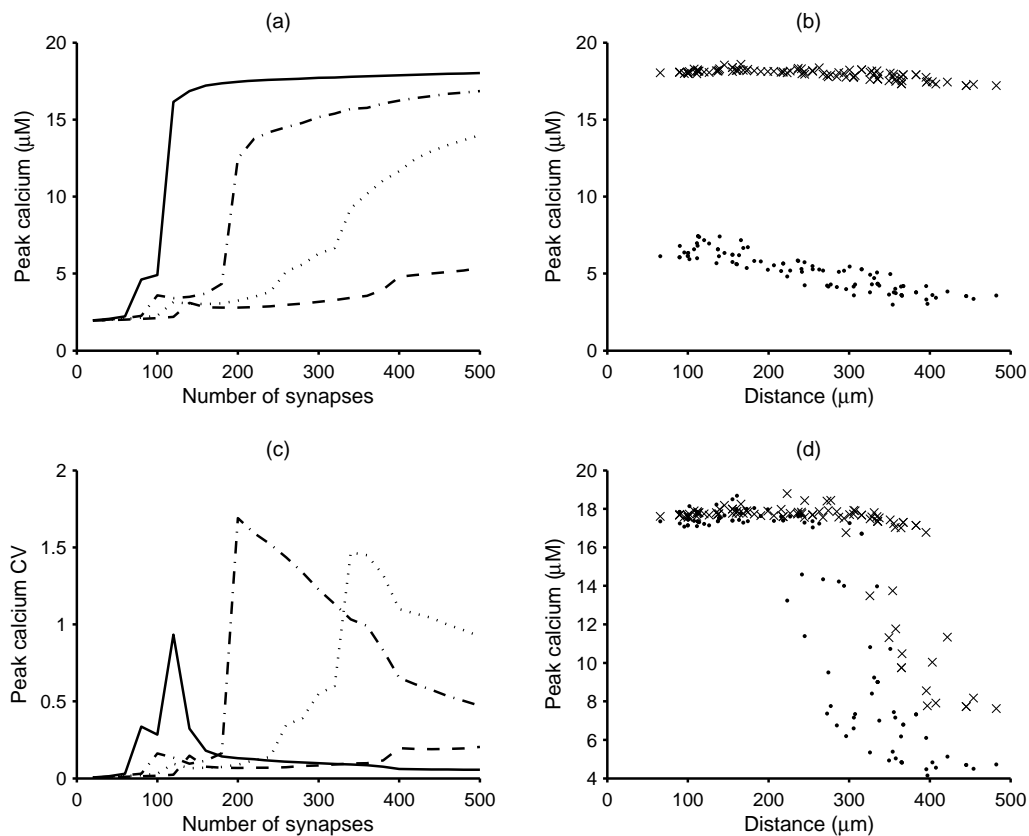 (a)
20
15
10
5
0
Peak calcium (μM)
0 100 200 300 400 500
Number of synapses
(b)
20
15
10
5
0
Peak calcium (μM)
0 100 200 300 400 500
Distance (μm)
(c)
2
1.5
1
0.5
0
Peak calcium CV
0 100 200 300 400 500
Number of synapses
(d)
20
18
16
14
12
10
8
6
4
Peak calcium (μM)
0 100 200 300 400 500
Distance (μm)